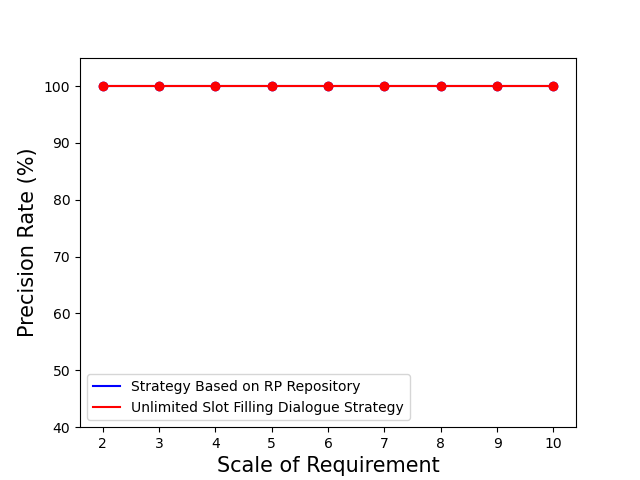 Precision Rate (%)
100
90
80
70
60
50
40
Strategy Based on RP Repository
Unlimited Slot Filling Dialogue Strategy
2 3 4 5 6 7 8 9 10
Scale of Requirement